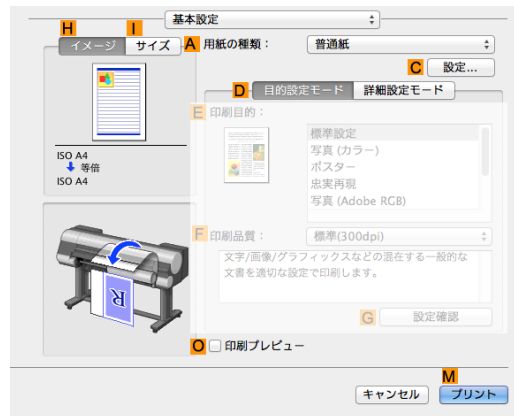 基本設定
H
I
イメージ サイズ
A 用紙の種類： 普通紙
C 設定...
D 目的設定モード 詳細設定モード
E 印刷目的：
標準設定
写真 (カラー)
ポスター
忠実再現
写真 (Adobe RGB)
ISO A4
等倍
ISO A4
F 印刷品質： 標準(300dpi)
文字/画像/グラフィックスなどの混在する一般的な
文書を適切な設定で印刷します。
R
G 設定確認
O 印刷プレビュー
M
キャンセル プリント